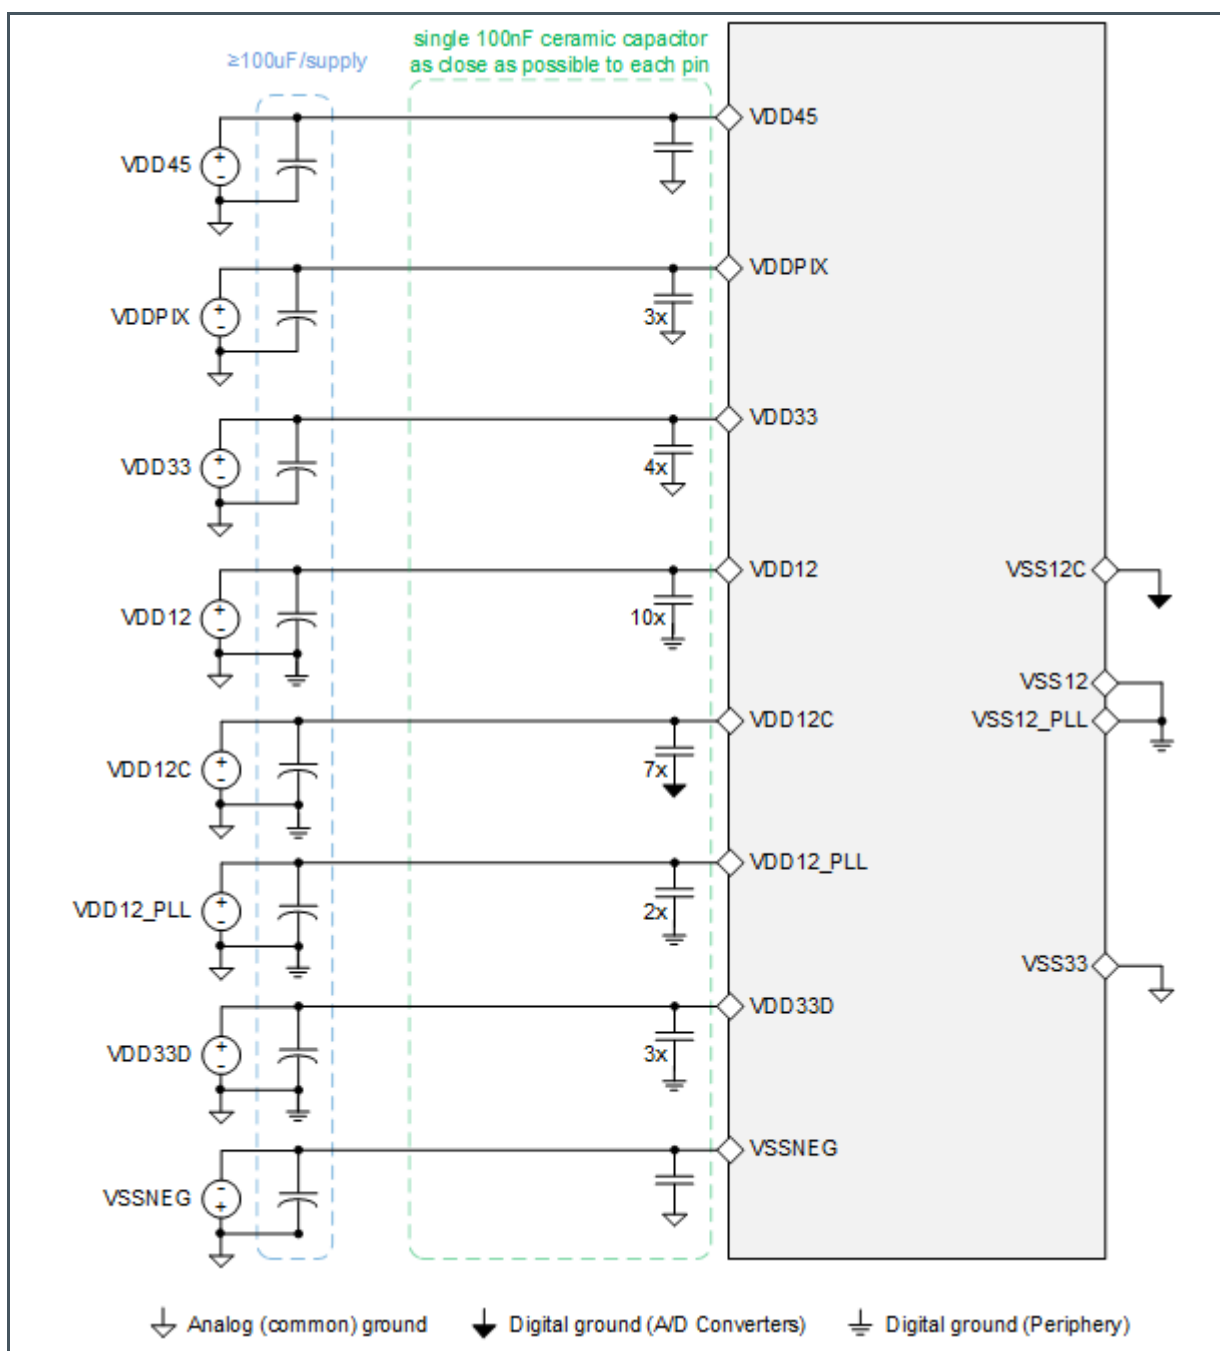 ≥100uF/supply
single 100nF ceramic capacitor
as close as possible to each pin
VDD45
+
-
VDD45
VDDPIX
+
-
3x
VDDPIX
VDD33
+
-
4x
VDD33
VDD12
+
-
10x
VDD12
VSS12C
VSS12
VDD12C
+
-
7x
VDD12C
VSS12_PLL
VDD12_PLL
+
-
2x
VDD12_PLL
VSS33
VDD33D
+
-
3x
VDD33D
VSSNEG
-
+
VSSNEG
Analog (common) ground
Digital ground (A/D Converters)
Digital ground (Periphery)